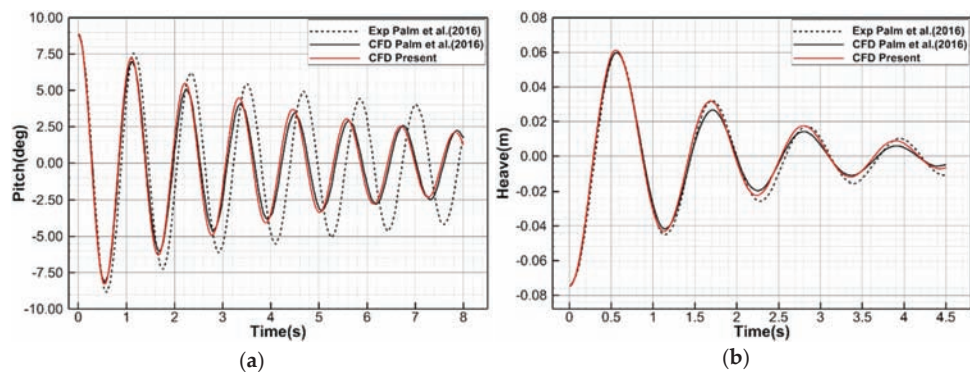 10.00
7.50
5.00
2.50
0.00
-2.50
-5.00
-7.50
-10.00
Pitch(deg)
Exp Palm et al.(2016)
CFD Palm et al.(2016)
CFD Present
0 1 2 3 4 5 6 7 8
Time(s)
(a)
0.08
0.06
0.04
0.02
0.00
-0.02
-0.04
-0.06
-0.08
Heave(m)
Exp Palm et al.(2016)
CFD Palm et al.(2016)
CFD Present
0 0.5 1 1.5 2 2.5 3 3.5 4 4.5
Time(s)
(b)